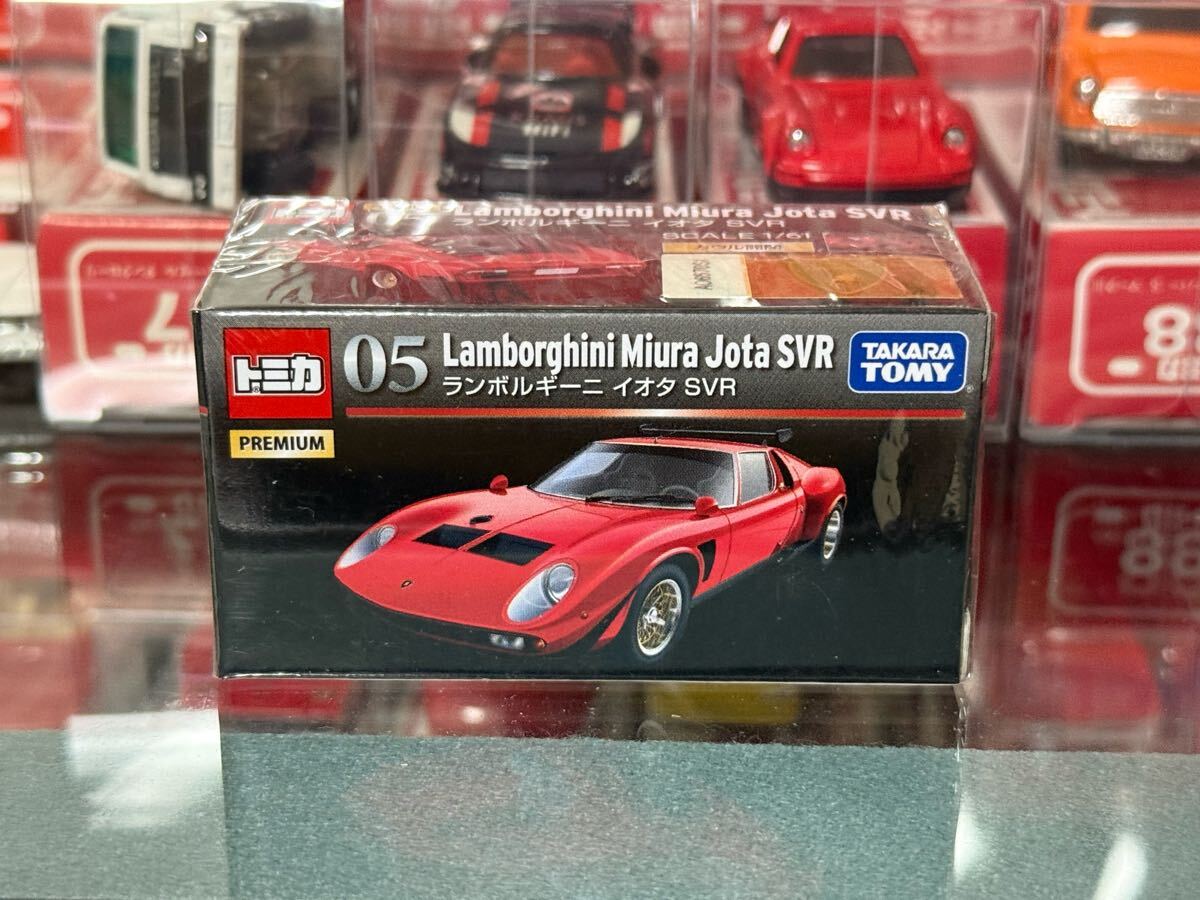 05 Lamborghini Miura Jota SVR
ランボルギーニ イオタ SVR
SCALE 1/61
トミカ
05
Lamborghini Miura Jota SVR
ランボルギーニ イオタ SVR
TAKARA
TOMY
PREMIUM